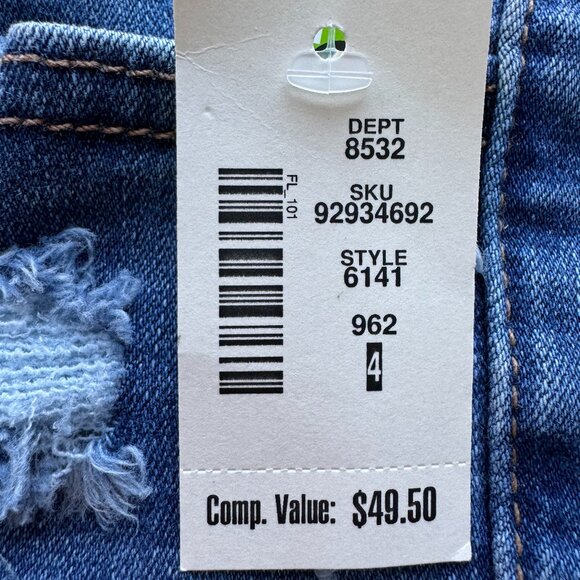 DEPT
8532
SKU
92934692
FL_101
STYLE
6141
962
4
Comp. Value: $49.50